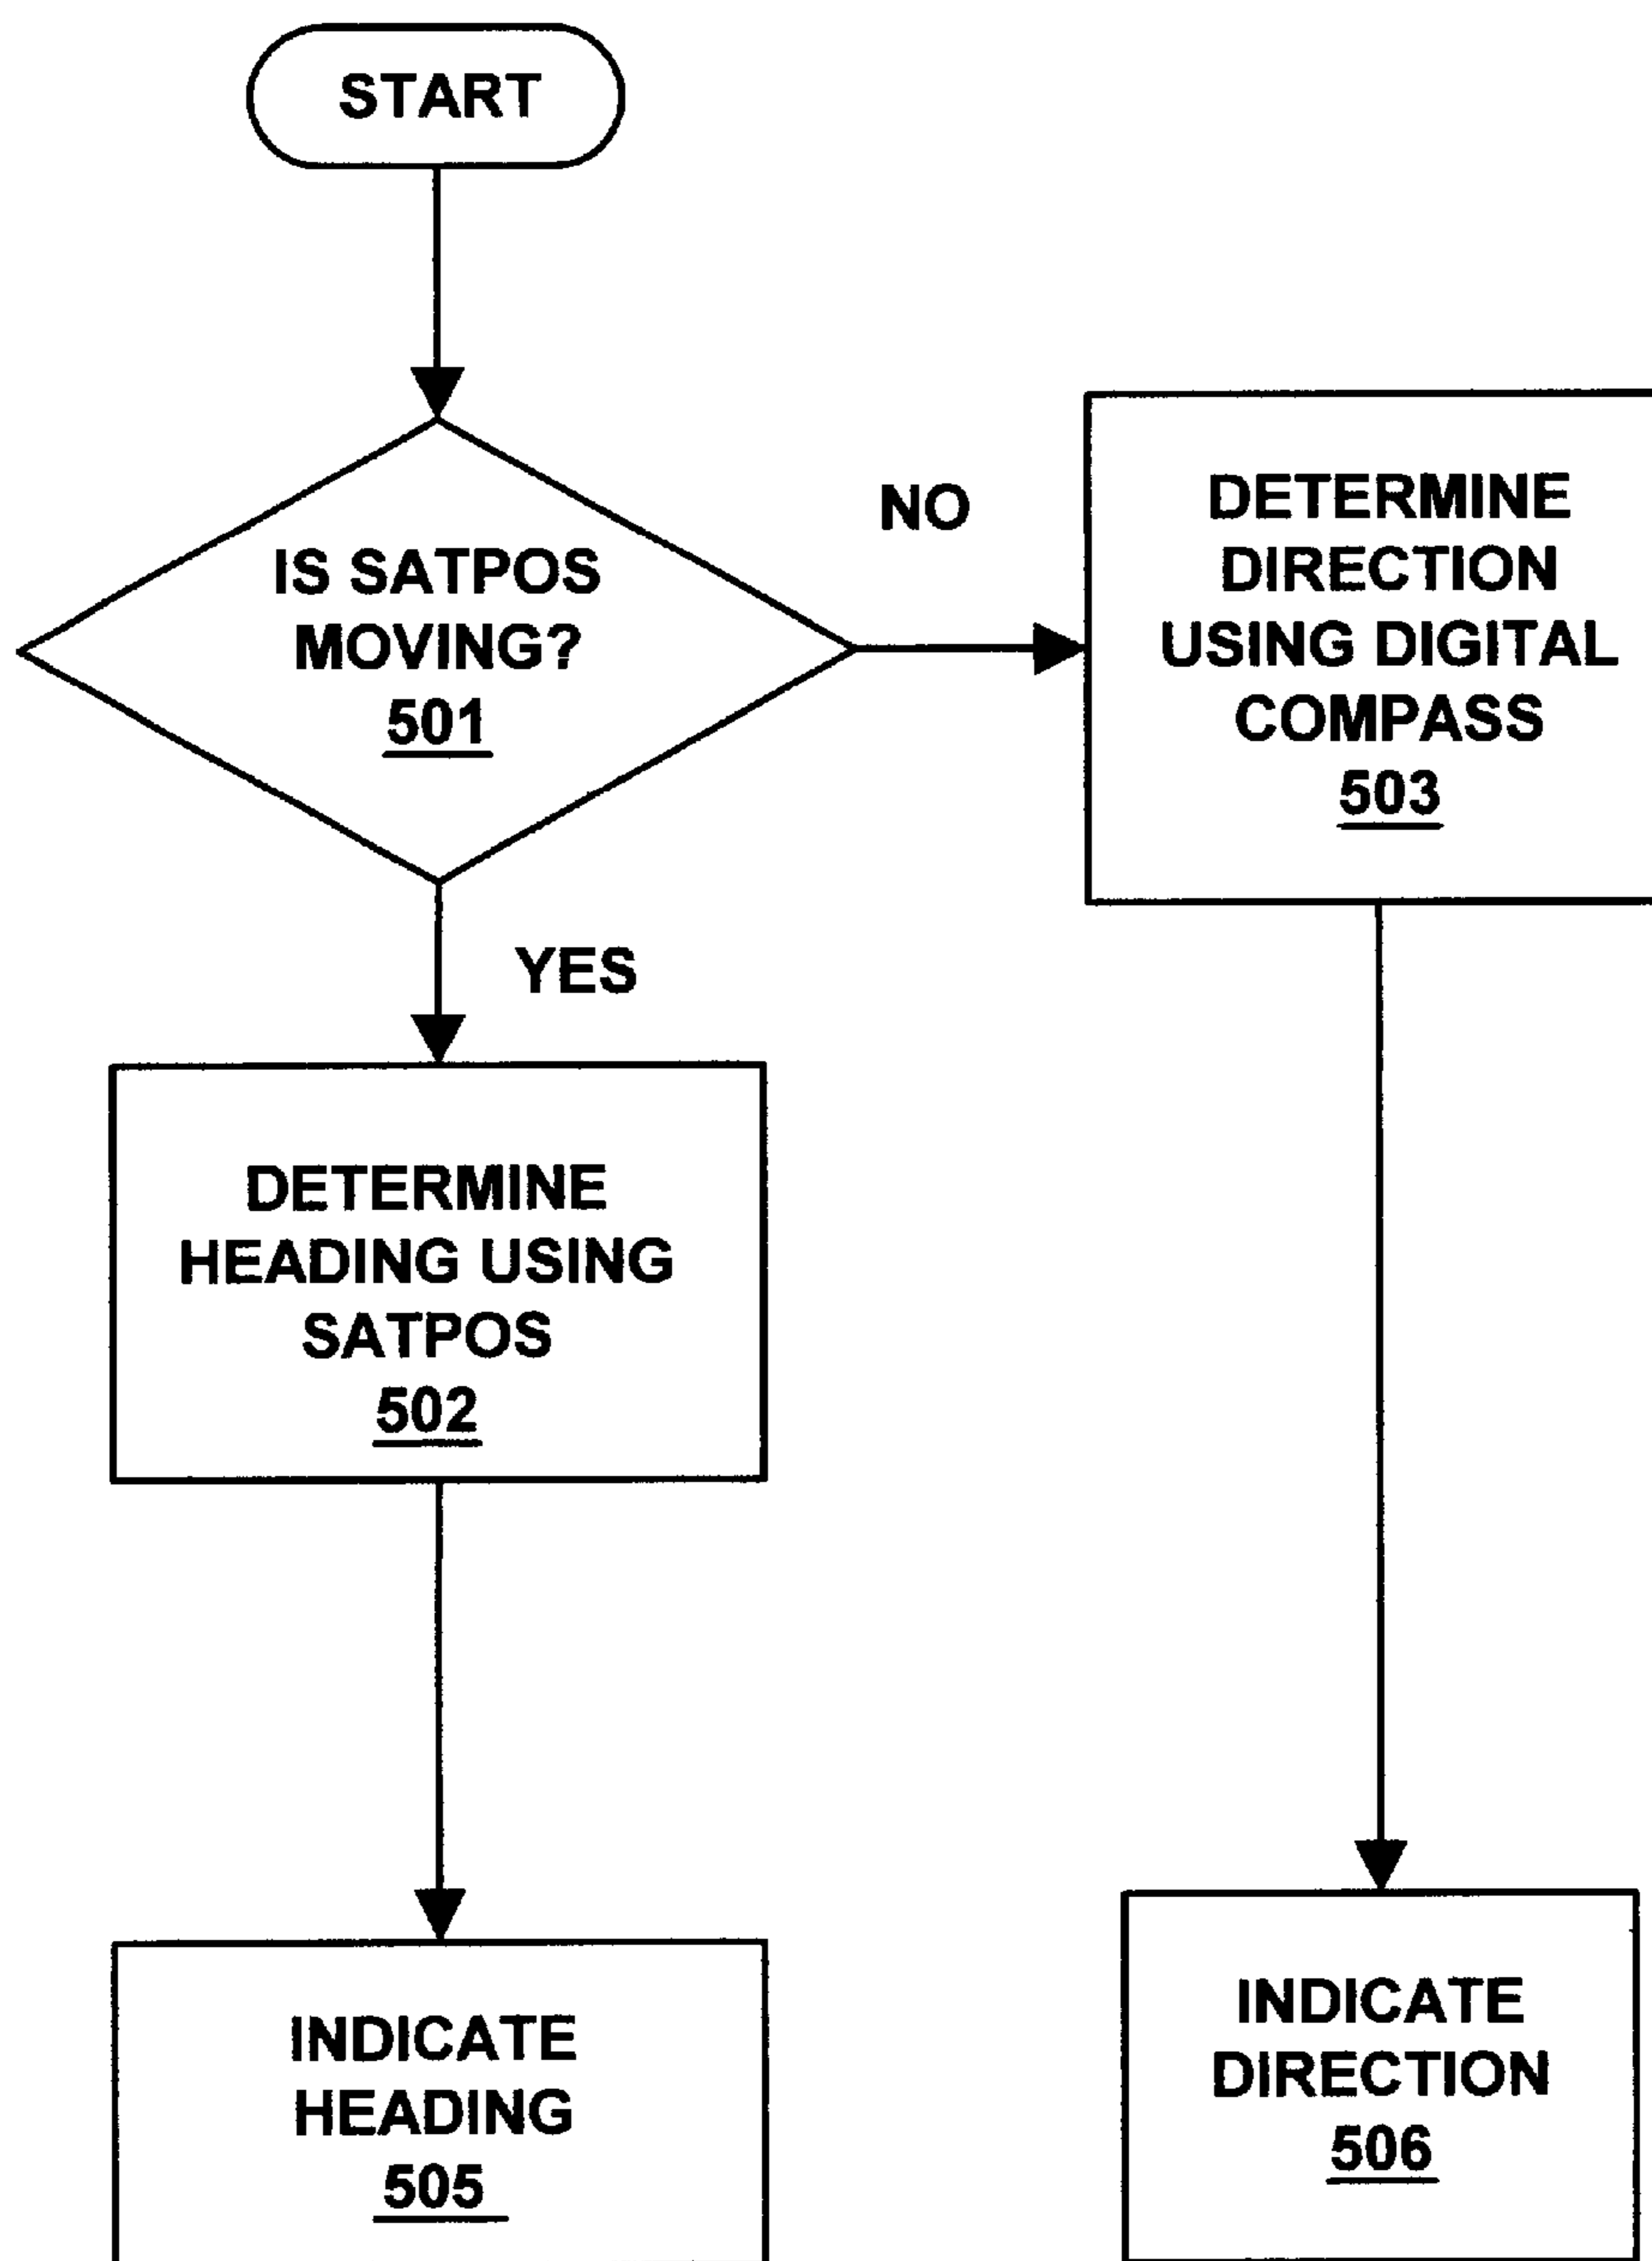 START
IS SATPOS
MOVING?
501
NO
DETERMINE
DIRECTION
USING DIGITAL
COMPASS
503
YES
DETERMINE
HEADING USING
SATPOS
502
INDICATE
HEADING
505
INDICATE
DIRECTION
506